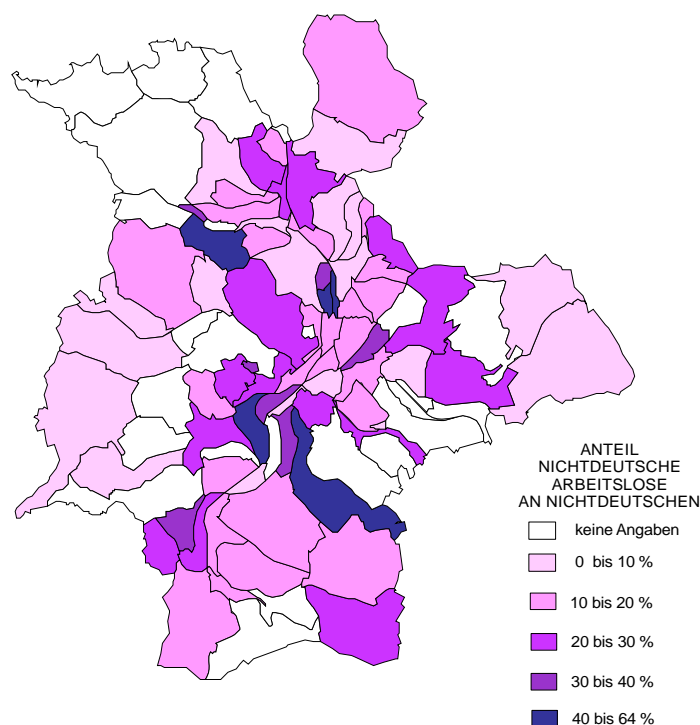 ANTEIL
NICHTDEUTSCHE
ARBEITSLOSE
AN NICHTDEUTSCHEN
keine Angaben
0 bis 10 %
10 bis 20 %
20 bis 30 %
30 bis 40 %
40 bis 64 %